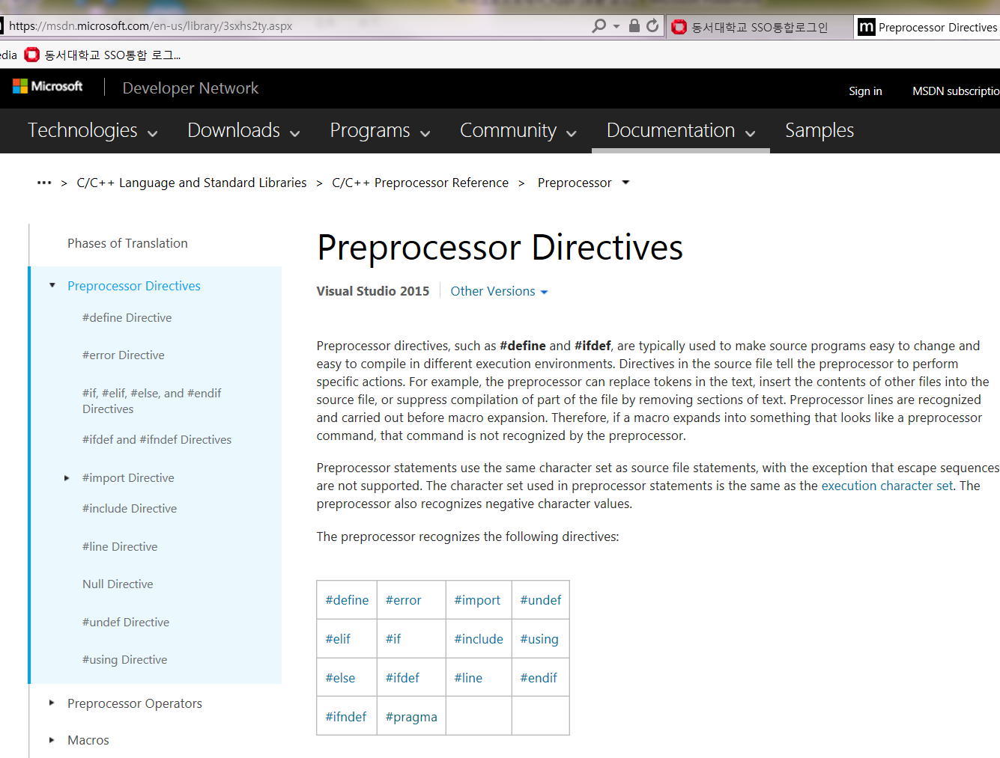 https://msdn.microsoft.com/en-us/library/3sxhs2ty.aspx
동서대학교 SSO통합로그인
Preprocessor Directives
dia
동서대학교 SSO통합 로그...
Microsoft
Developer Network
Sign in
MSDN subscriptio
Technologies
Downloads
Programs
Community
Documentation
Samples
••• > C/C++ Language and Standard Libraries > C/C++ Preprocessor Reference > Preprocessor
Phases of Translation
Preprocessor Directives
#define Directive
#error Directive
#if, #elif, #else, and #endif
Directives
#ifdef and #ifndef Directives
#import Directive
#include Directive
#line Directive
Null Directive
#undef Directive
#using Directive
Preprocessor Operators
Macros
Preprocessor Directives
Visual Studio 2015
Other Versions
Preprocessor directives, such as #define and #ifdef, are typically used to make source programs easy to change and
easy to compile in different execution environments. Directives in the source file tell the preprocessor to perform
specific actions. For example, the preprocessor can replace tokens in the text, insert the contents of other files into the
source file, or suppress compilation of part of the file by removing sections of text. Preprocessor lines are recognized
and carried out before macro expansion. Therefore, if a macro expands into something that looks like a preprocessor
command, that command is not recognized by the preprocessor.
Preprocessor statements use the same character set as source file statements, with the exception that escape sequences
are not supported. The character set used in preprocessor statements is the same as the execution character set. The
preprocessor also recognizes negative character values.
The preprocessor recognizes the following directives:
#define #error #import #undef
#elif #if #include #using
#else #ifdef #line #endif
#ifndef #pragma